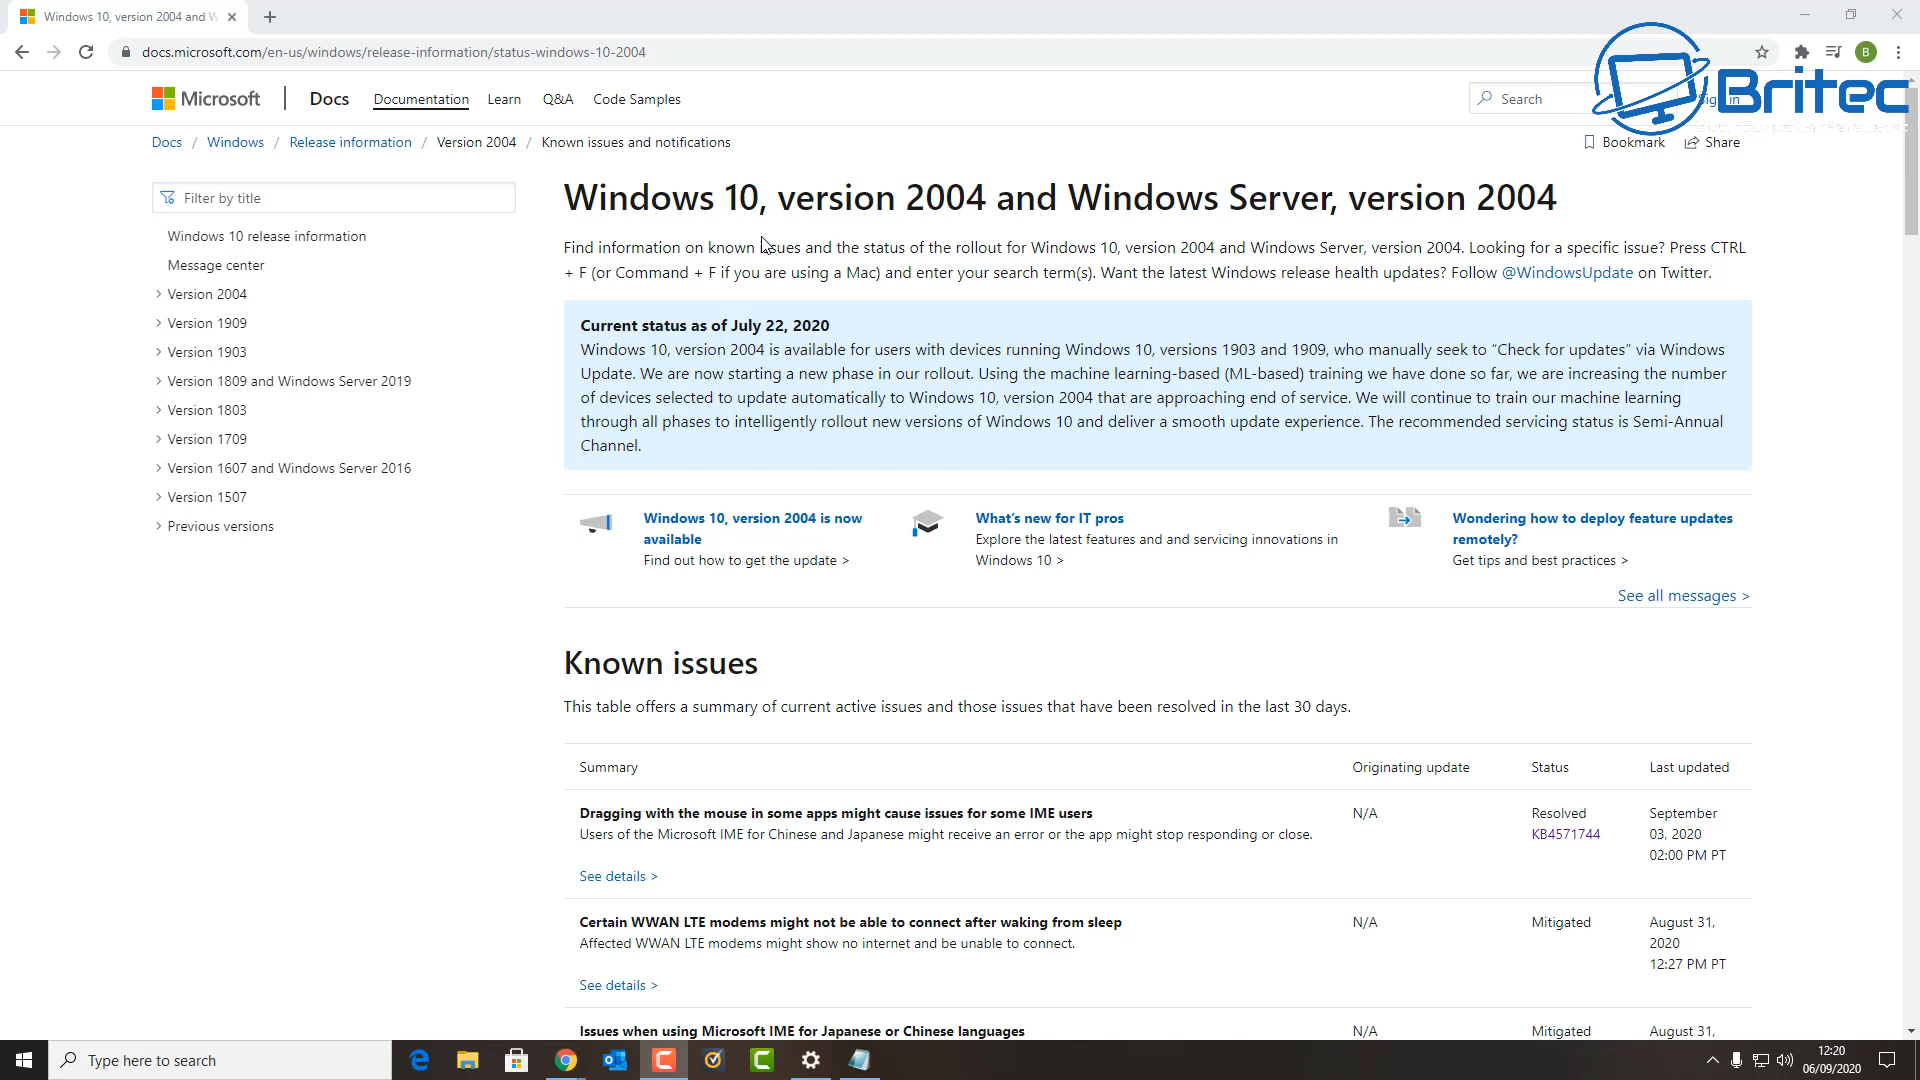 Windows 10, version 2004 and W
docs.microsoft.com/en-us/windows/release-information/status-windows-10-2004
B
Microsoft
Docs
Documentation
Learn
Q&A
Code Samples
Search
Sign in
Britec
Docs / Windows / Release information / Version 2004 / Known issues and notifications
Bookmark
Share
Filter by title
Windows 10 release information
Message center
Version 2004
Version 1909
Version 1903
Version 1809 and Windows Server 2019
Version 1803
Version 1709
Version 1607 and Windows Server 2016
Version 1507
Previous versions
Windows 10, version 2004 and Windows Server, version 2004
Find information on known issues and the status of the rollout for Windows 10, version 2004 and Windows Server, version 2004. Looking for a specific issue? Press CTRL
+ F (or Command + F if you are using a Mac) and enter your search term(s). Want the latest Windows release health updates? Follow @WindowsUpdate on Twitter.
Current status as of July 22, 2020
Windows 10, version 2004 is available for users with devices running Windows 10, versions 1903 and 1909, who manually seek to “Check for updates” via Windows
Update. We are now starting a new phase in our rollout. Using the machine learning-based (ML-based) training we have done so far, we are increasing the number
of devices selected to update automatically to Windows 10, version 2004 that are approaching end of service. We will continue to train our machine learning
through all phases to intelligently rollout new versions of Windows 10 and deliver a smooth update experience. The recommended servicing status is Semi-Annual
Channel.
Windows 10, version 2004 is now
available
Find out how to get the update >
What’s new for IT pros
Explore the latest features and and servicing innovations in
Windows 10 >
Wondering how to deploy feature updates
remotely?
Get tips and best practices >
See all messages >
Known issues
This table offers a summary of current active issues and those issues that have been resolved in the last 30 days.
Summary
Originating update
Status
Last updated
Dragging with the mouse in some apps might cause issues for some IME users
Users of the Microsoft IME for Chinese and Japanese might receive an error or the app might stop responding or close.
See details >
N/A
Resolved
KB4571744
September
03, 2020
02:00 PM PT
Certain WWAN LTE modems might not be able to connect after waking from sleep
Affected WWAN LTE modems might show no internet and be unable to connect.
See details >
N/A
Mitigated
August 31,
2020
12:27 PM PT
Issues when using Microsoft IME for Japanese or Chinese languages
N/A
Mitigated
August 31,
Type here to search
12:20
06/09/2020